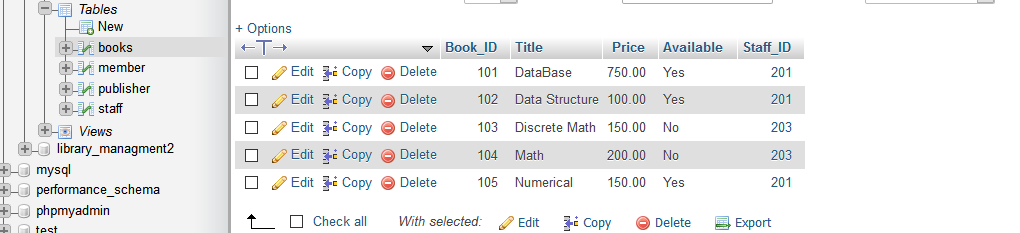 Tables
New
books
member
publisher
staff
Views
library_managment2
mysql
performance_schema
phpmyadmin
test
+ Options
Book_ID Title Price Available Staff_ID
Edit Copy Delete 101 DataBase 750.00 Yes 201
Edit Copy Delete 102 Data Structure 100.00 Yes 201
Edit Copy Delete 103 Discrete Math 150.00 No 203
Edit Copy Delete 104 Math 200.00 No 203
Edit Copy Delete 105 Numerical 150.00 Yes 201
Check all With selected: Edit Copy Delete Export